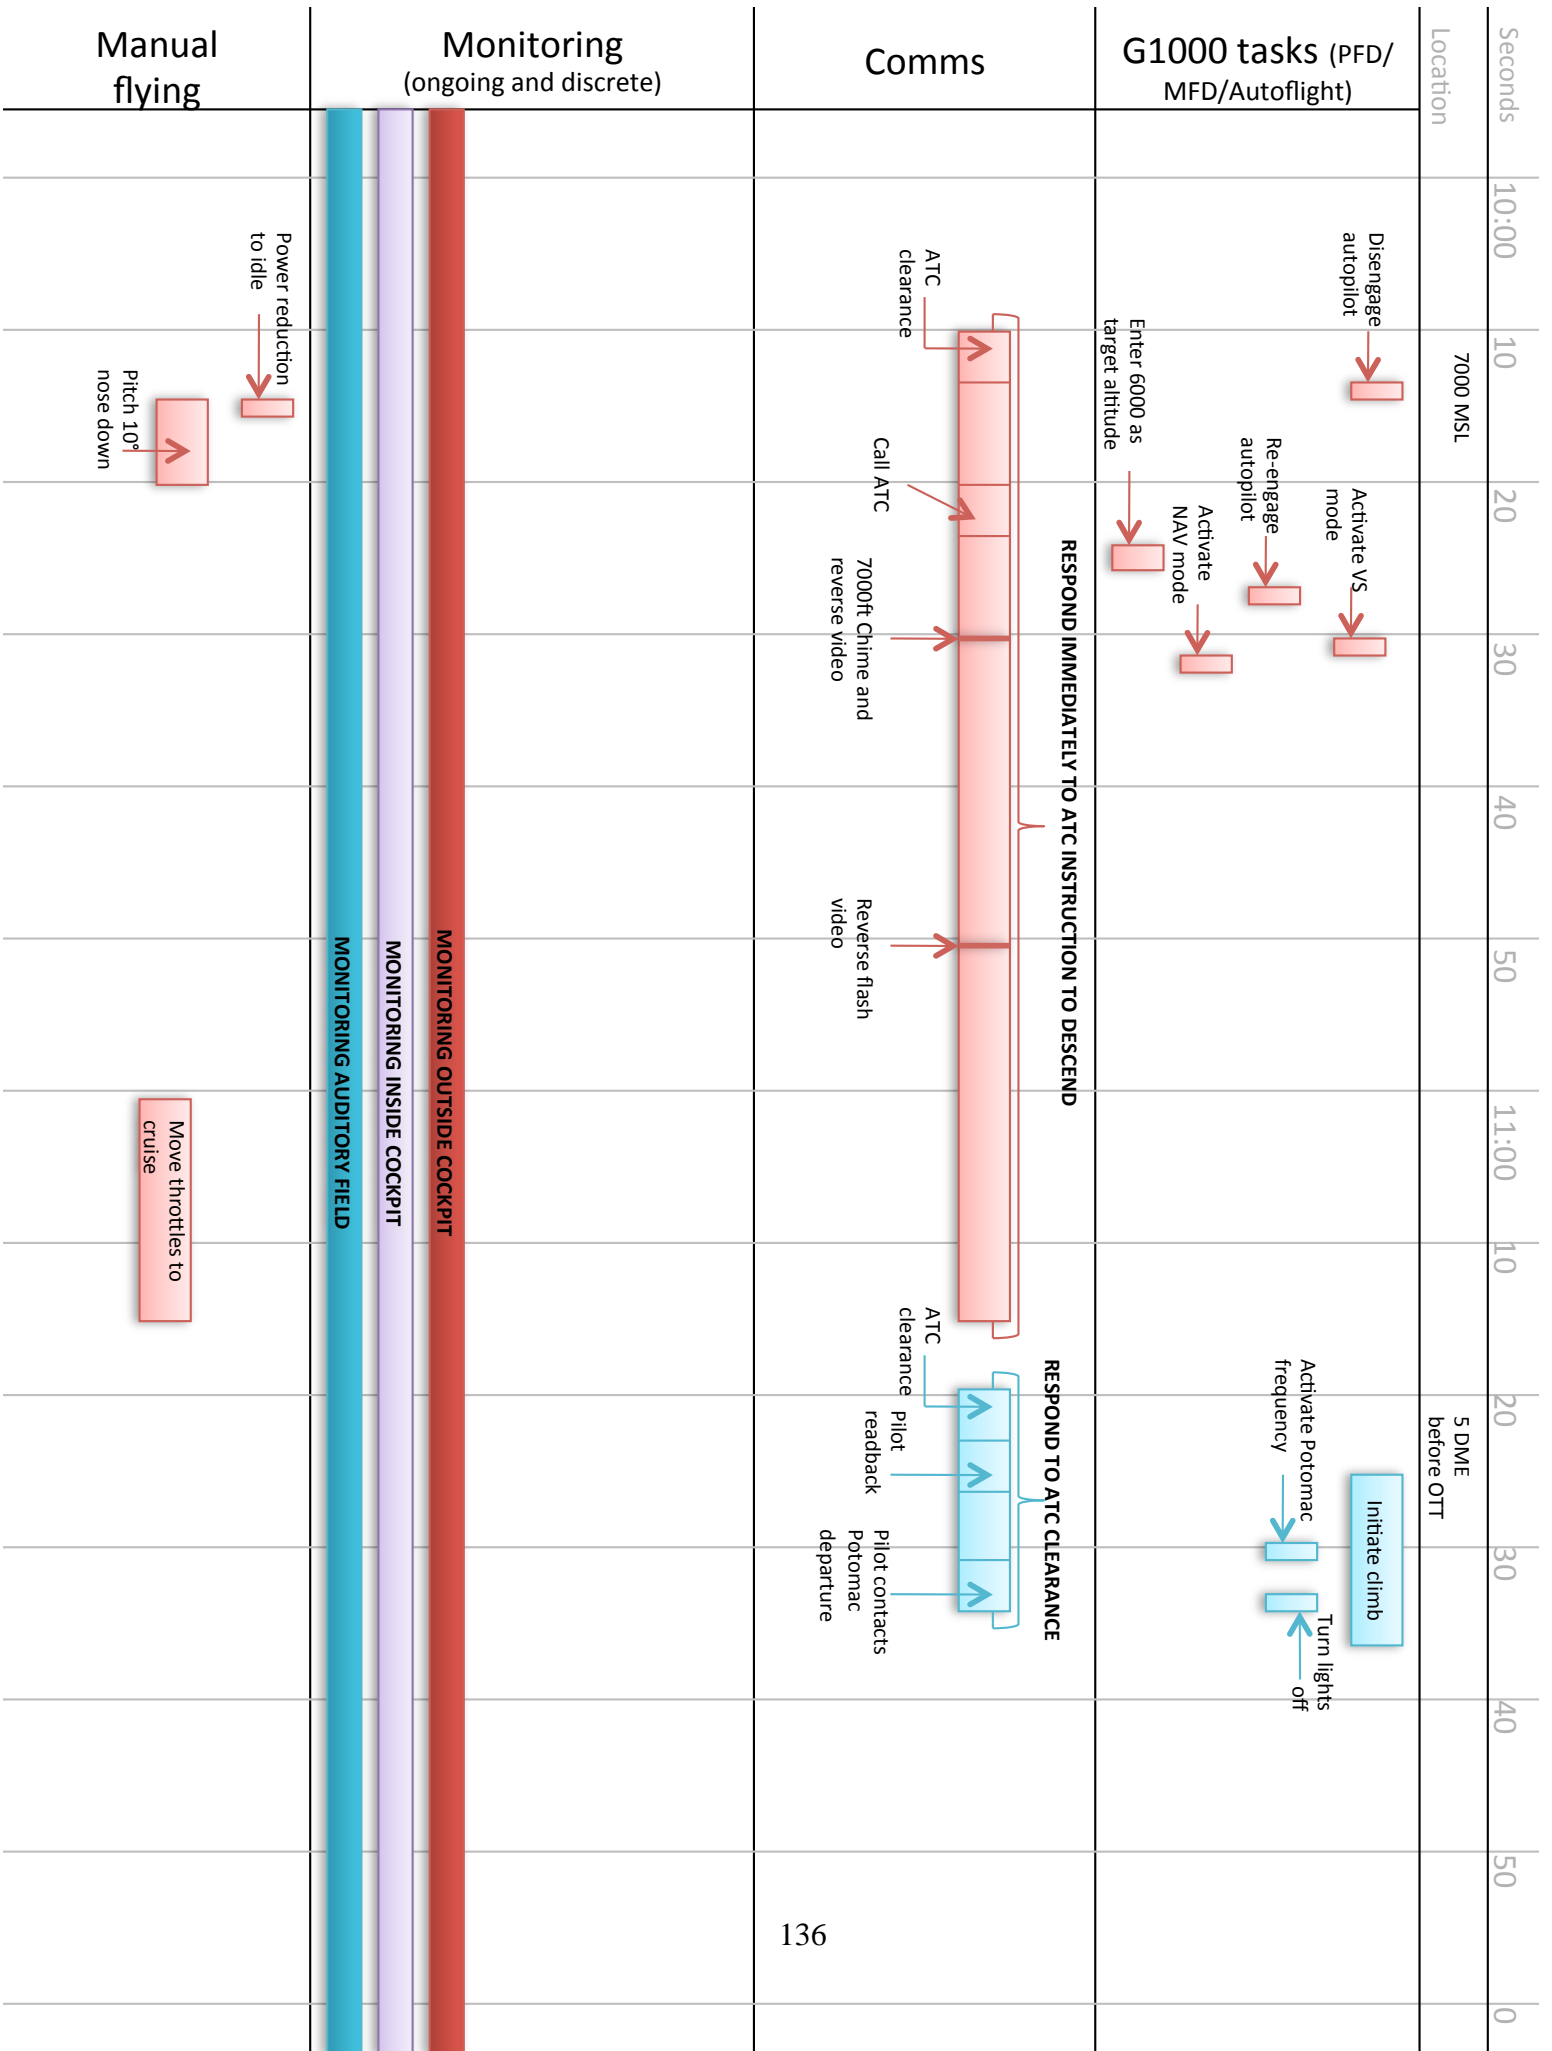 Seconds
10:00
10
20
30
40
50
11:00
10
20
30
40
50
0
Location
7000 MSL
5 DME
before OTT
G1000 tasks (PFD/
MFD/Autoflight)
Disengage
autopilot
Activate VS
mode
Re-engage
autopilot
Activate
NAV mode
Enter 6000 as
target altitude
Initiate climb
Activate Potomac
frequency
Turn lights
off
Comms
RESPOND IMMEDIATELY TO ATC INSTRUCTION TO DESCEND
ATC
clearance
Call ATC
7000ft Chime and
reverse video
Reverse flash
video
RESPOND TO ATC CLEARANCE
ATC
clearance
Pilot
readback
Pilot contacts
Potomac
departure
Monitoring
(ongoing and discrete)
MONITORING OUTSIDE COCKPIT
MONITORING INSIDE COCKPIT
MONITORING AUDITORY FIELD
Manual
flying
Power reduction
to idle
Pitch 10°
nose down
Move throttles to
cruise
136